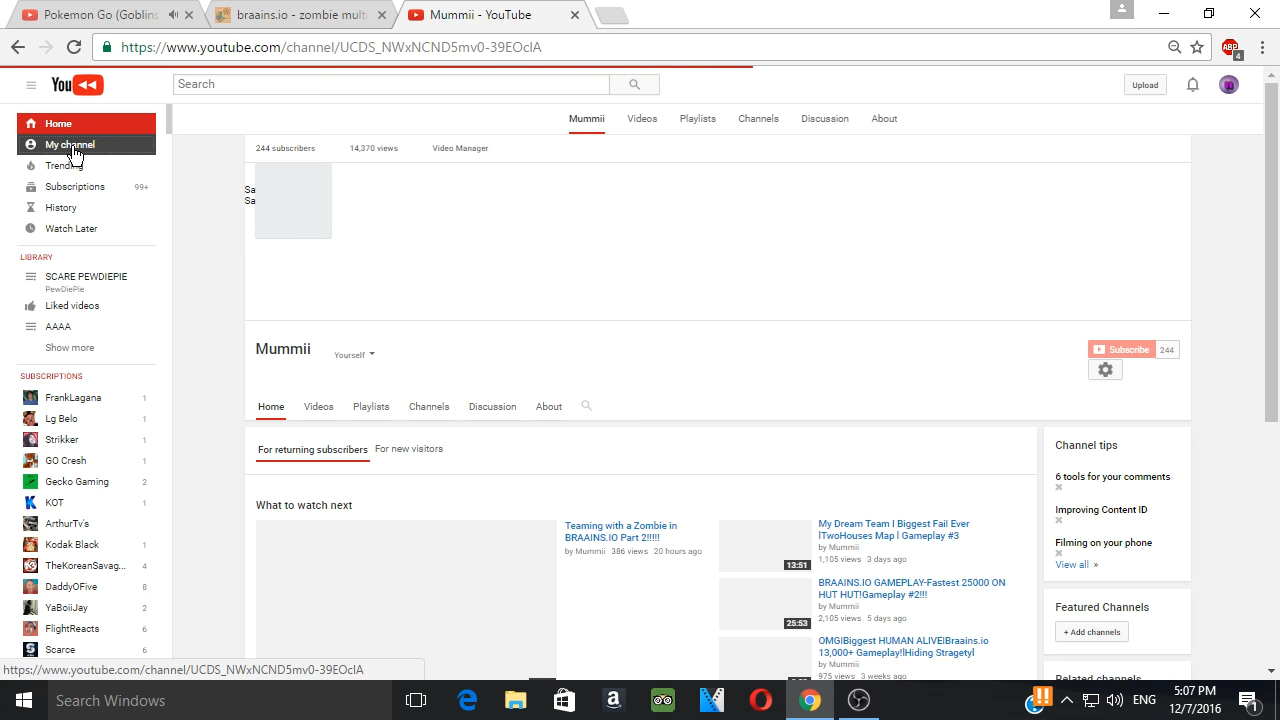 Pokemon Go (Goblins
braains.io - zombie mult
Mummii - YouTube
https://www.youtube.com/channel/UCDS_NWxNCND5mv0-39EOclA
ABP
4
You
Search
Upload
Home
My channel
Trending
Subscriptions 99+
History
Watch Later
LIBRARY
SCARE PEWDIEPIE
PewDiePie
Liked videos
AAAA
Show more
SUBSCRIPTIONS
FrankLagana 1
Lg Belo 1
Strikker 1
GO Cresh 1
Gecko Gaming 2
KOT 1
ArthurTv's
Kodak Black 1
TheKoreanSavag... 4
DaddyOFive 8
YaBoiiJay 2
FlightReacts 6
Scarce 6
Mummii Videos Playlists Channels Discussion About
244 subscribers 14,370 views Video Manager
Sa
Sa
Mummii Yourself
Subscribe 244
Home Videos Playlists Channels Discussion About
For returning subscribers For new visitors
What to watch next
Teaming with a Zombie in
BRAAINS.IO Part 2!!!!!
by Mummii 386 views 20 hours ago
13:51
My Dream Team I Biggest Fail Ever
ITwoHouses Map I Gameplay #3
by Mummii
1,105 views 3 days ago
25:53
BRAAINS.IO GAMEPLAY-Fastest 25000 ON
HUT HUT!Gameplay #2!!!
by Mummii
2,105 views 5 days ago
OMG!Biggest HUMAN ALIVE!Braains.io
13,000+ Gameplay!!Hiding Stragety!
by Mummii
975 views 3 weeks ago
Channel tips
6 tools for your comments
Improving Content ID
Filming on your phone
View all »
Featured Channels
+ Add channels
Related channels
https://www.youtube.com/channel/UCDS_NWxNCND5mv0-39EOclA
Search Windows
ENG
5:07 PM
12/7/2016
1